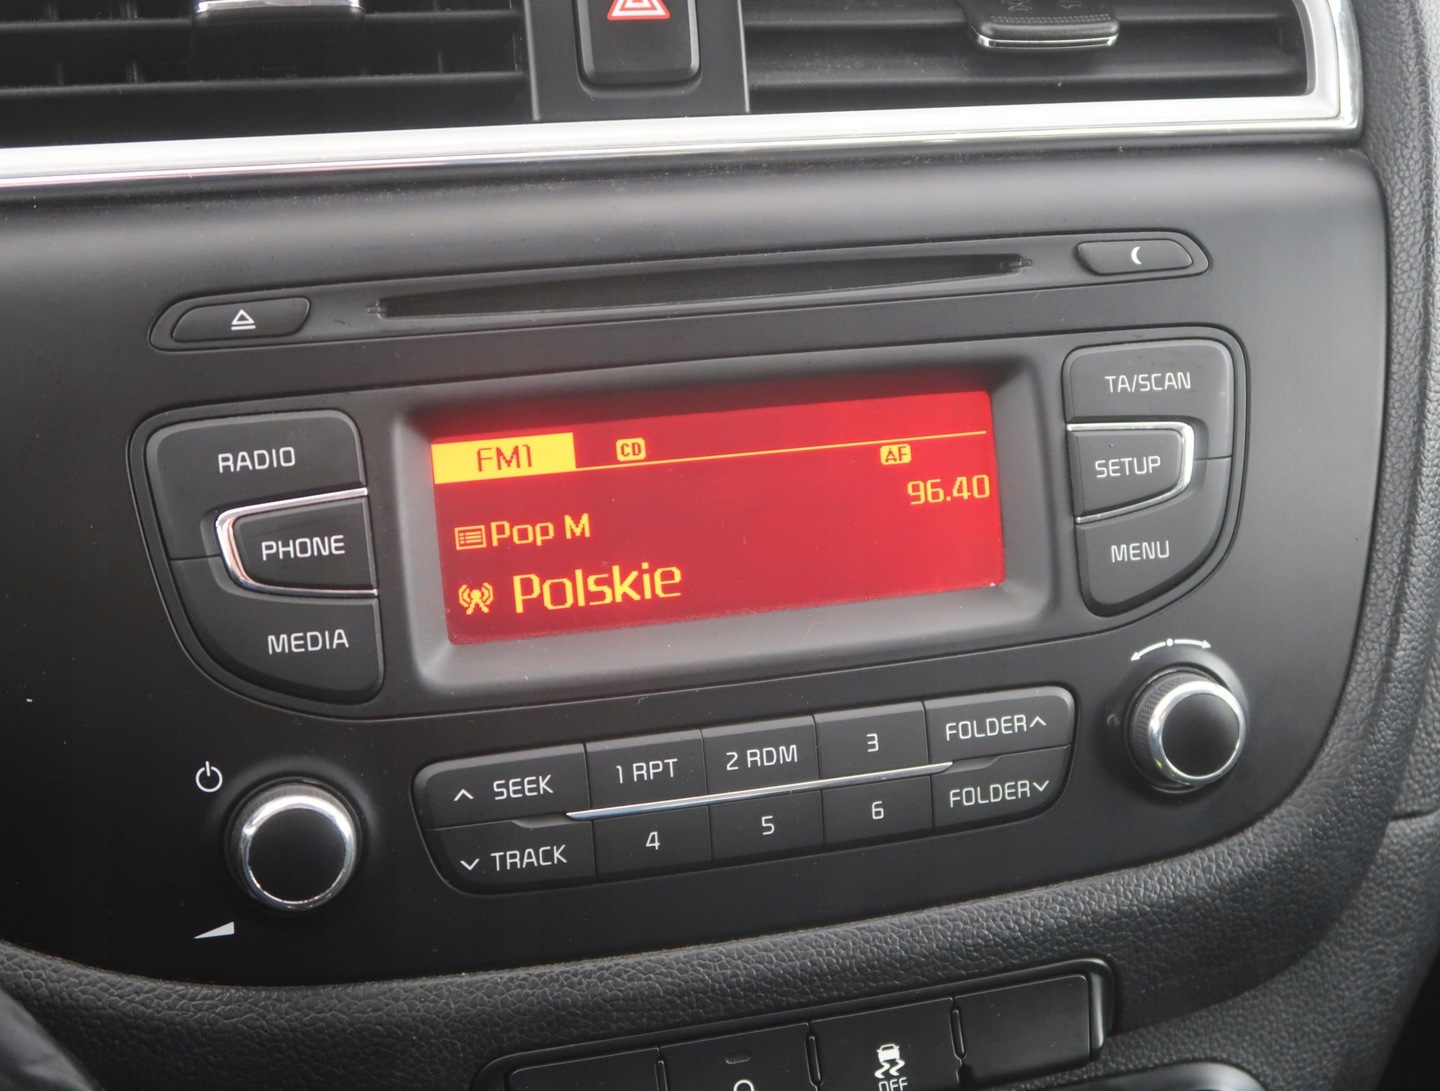 FM1 CD AF
96.40
Pop M
Polskie
RADIO
PHONE
MEDIA
TA/SCAN
SETUP
MENU
SEEK 1 RPT 2 RDM 3 FOLDER
TRACK 4 5 6 FOLDER
OFF